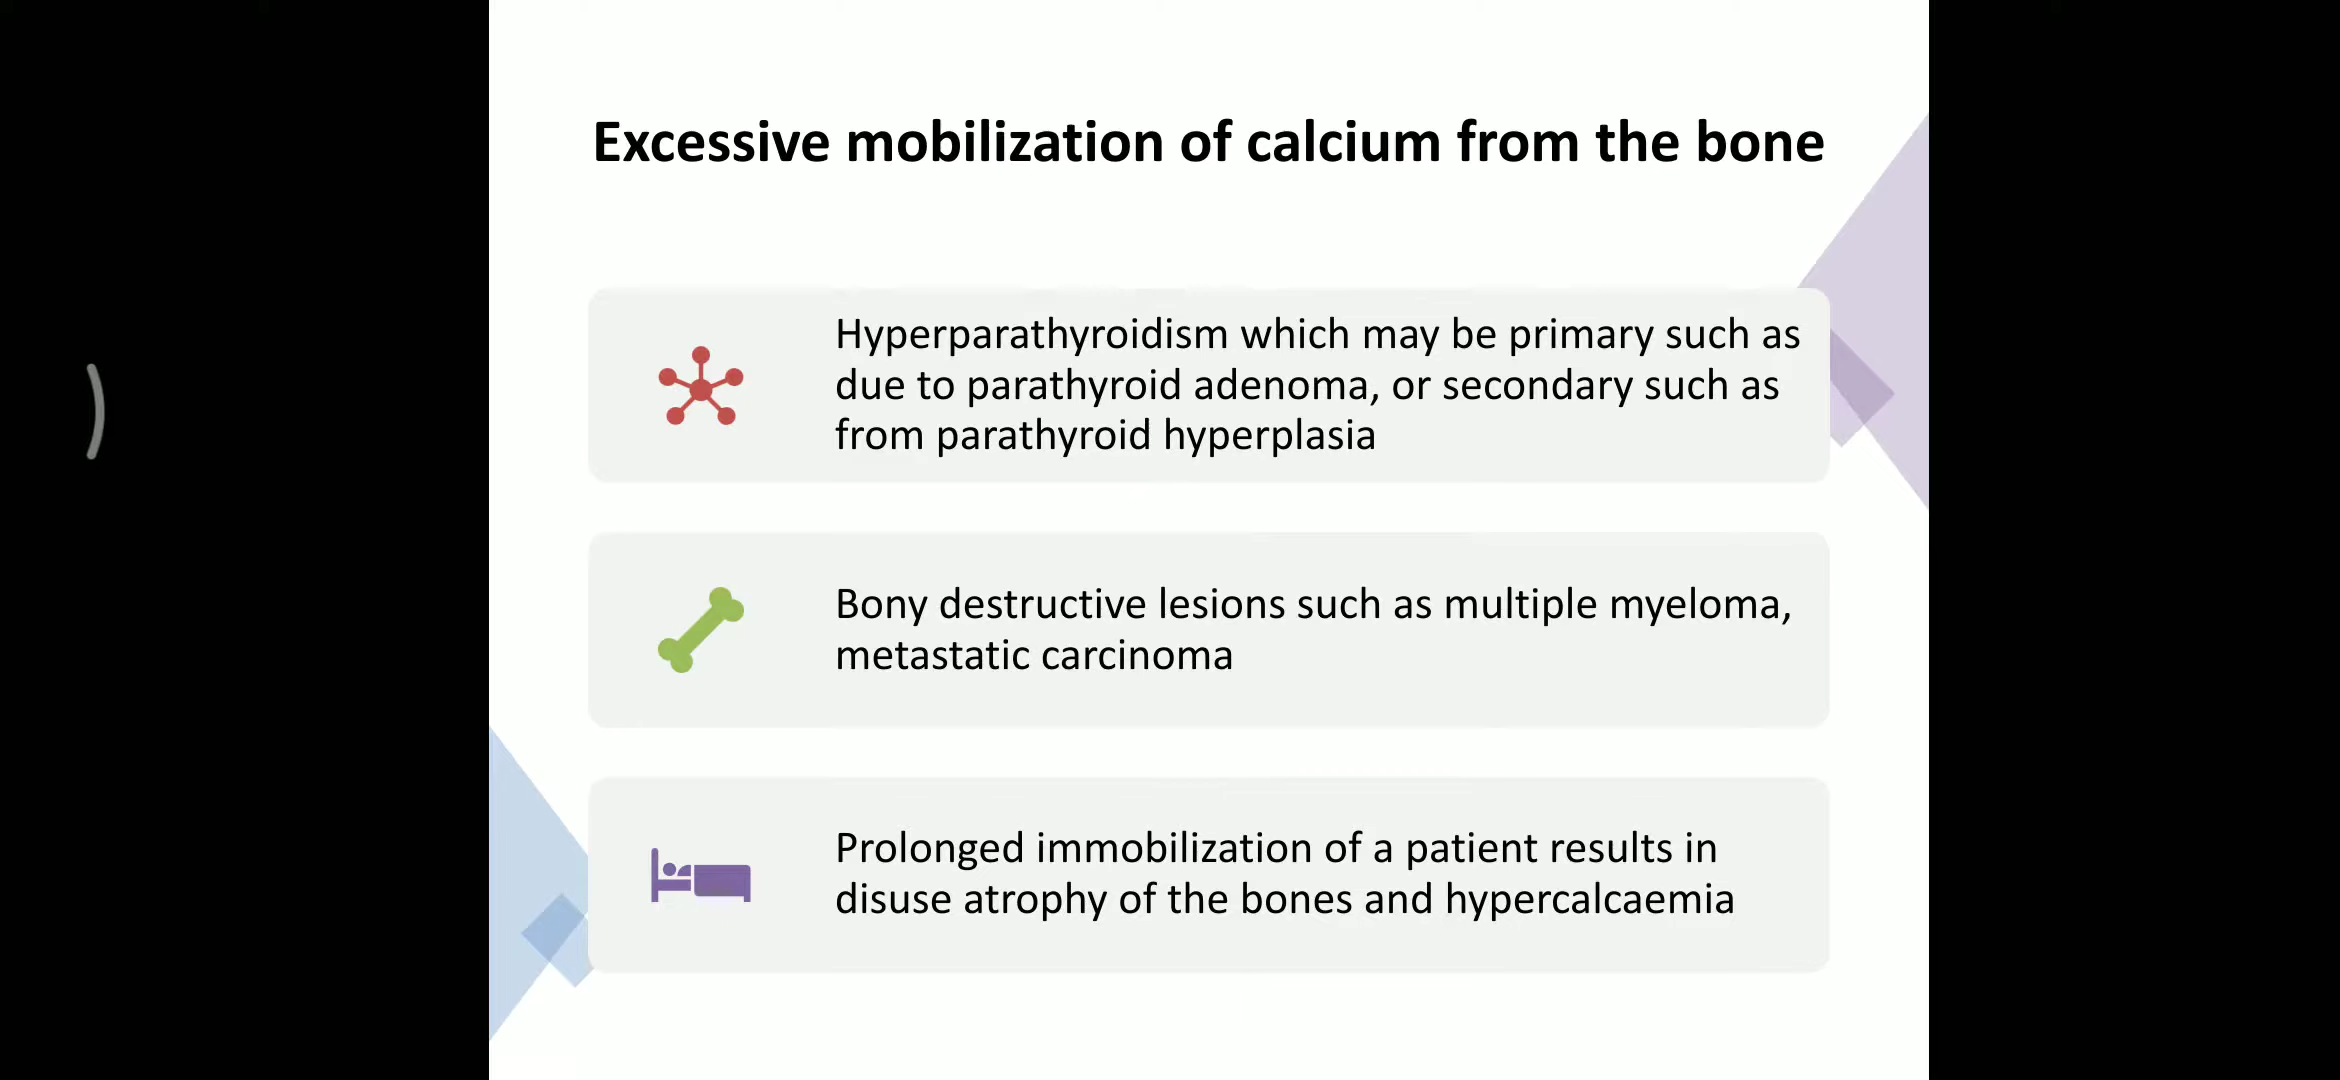 Excessive mobilization of calcium from the bone
Hyperparathyroidism which may be primary such as
due to parathyroid adenoma, or secondary such as
from parathyroid hyperplasia
Bony destructive lesions such as multiple myeloma,
metastatic carcinoma
Prolonged immobilization of a patient results in
disuse atrophy of the bones and hypercalcaemia